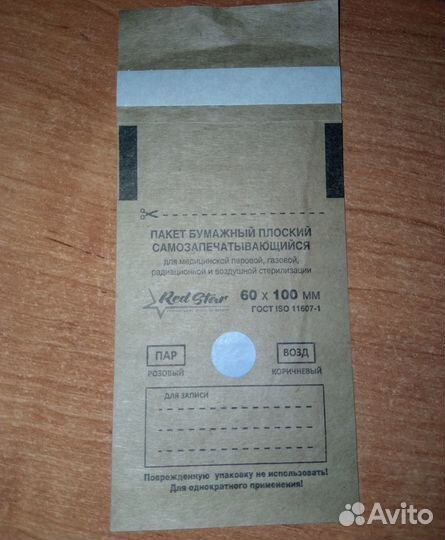 ПАКЕТ БУМАЖНЫЙ ПЛОСКИЙ
САМОЗАПЕЧАТЫВАЮЩИЙСЯ
для медицинской паровой, газовой,
радиационной и воздушной стерилизации
Red Star 60 х 100 мм
ГОСТ ISO 11607-1
ПАР ВОЗД
РОЗОВЫЙ КОРИЧНЕВЫЙ
ДЛЯ ЗАПИСИ
Поврежденную упаковку не использовать!
Для однократного применения!
Avito